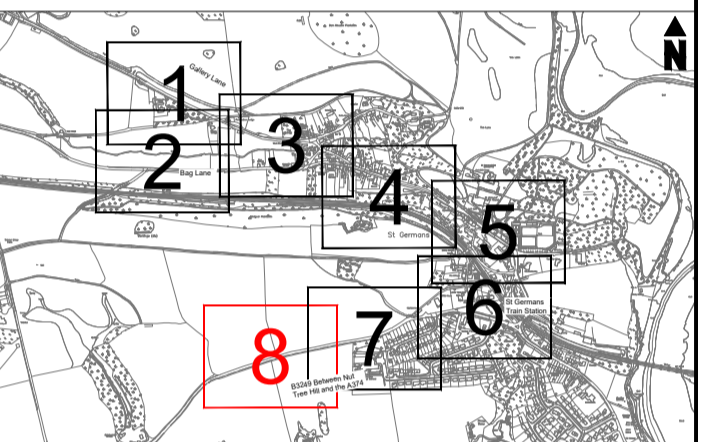 N
1
Gallery Lane
2
Bag Lane
3
4
St Germans
5
6
St Germans
Train Station
7
8
B3249 Between Nut
Tree Hill and the A374